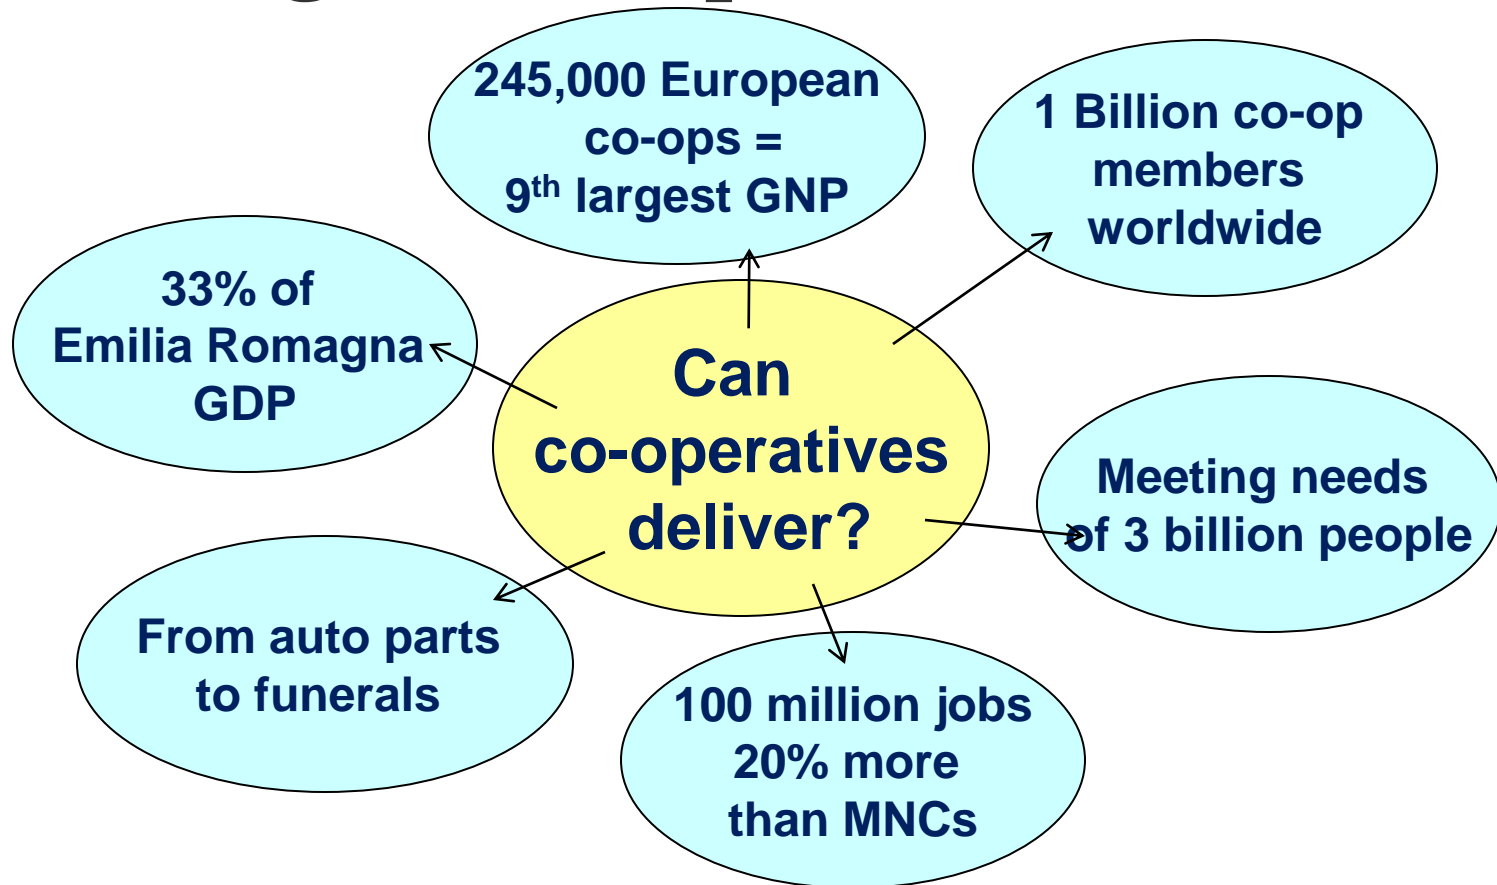 245,000 European
co-ops =
9th largest GNP
1 Billion co-op
members
worldwide
33% of
Emilia Romagna
GDP
Can
co-operatives
deliver?
Meeting needs
of 3 billion people
From auto parts
to funerals
100 million jobs
20% more
than MNCs